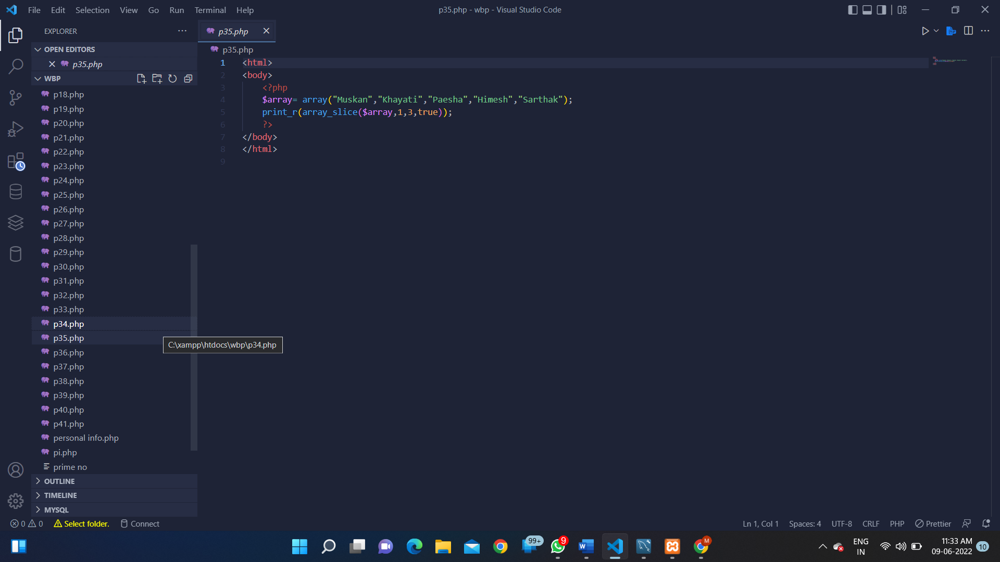 File Edit Selection View Go Run Terminal Help
p35.php - wbp - Visual Studio Code
EXPLORER
OPEN EDITORS
p35.php
WBP
p18.php
p19.php
p20.php
p21.php
p22.php
p23.php
p24.php
p25.php
p26.php
p27.php
p28.php
p29.php
p30.php
p31.php
p32.php
p33.php
p34.php
p35.php
p36.php
p37.php
p38.php
p39.php
p40.php
p41.php
personal info.php
pi.php
prime no
OUTLINE
TIMELINE
MYSQL
p35.php
p35.php
1 <html>
2 <body>
3 <?php
4 $array= array("Muskan","Khayati","Paesha","Himesh","Sarthak");
5 print_r(array_slice($array,1,3,true));
6 ?>
7 </body>
8 </html>
9
C:\xampp\htdocs\wbp\p34.php
0 0 Select folder. Connect
Ln 1, Col 1 Spaces: 4 UTF-8 CRLF PHP Prettier
99+ 9 M
ENG
IN
11:33 AM
09-06-2022
10